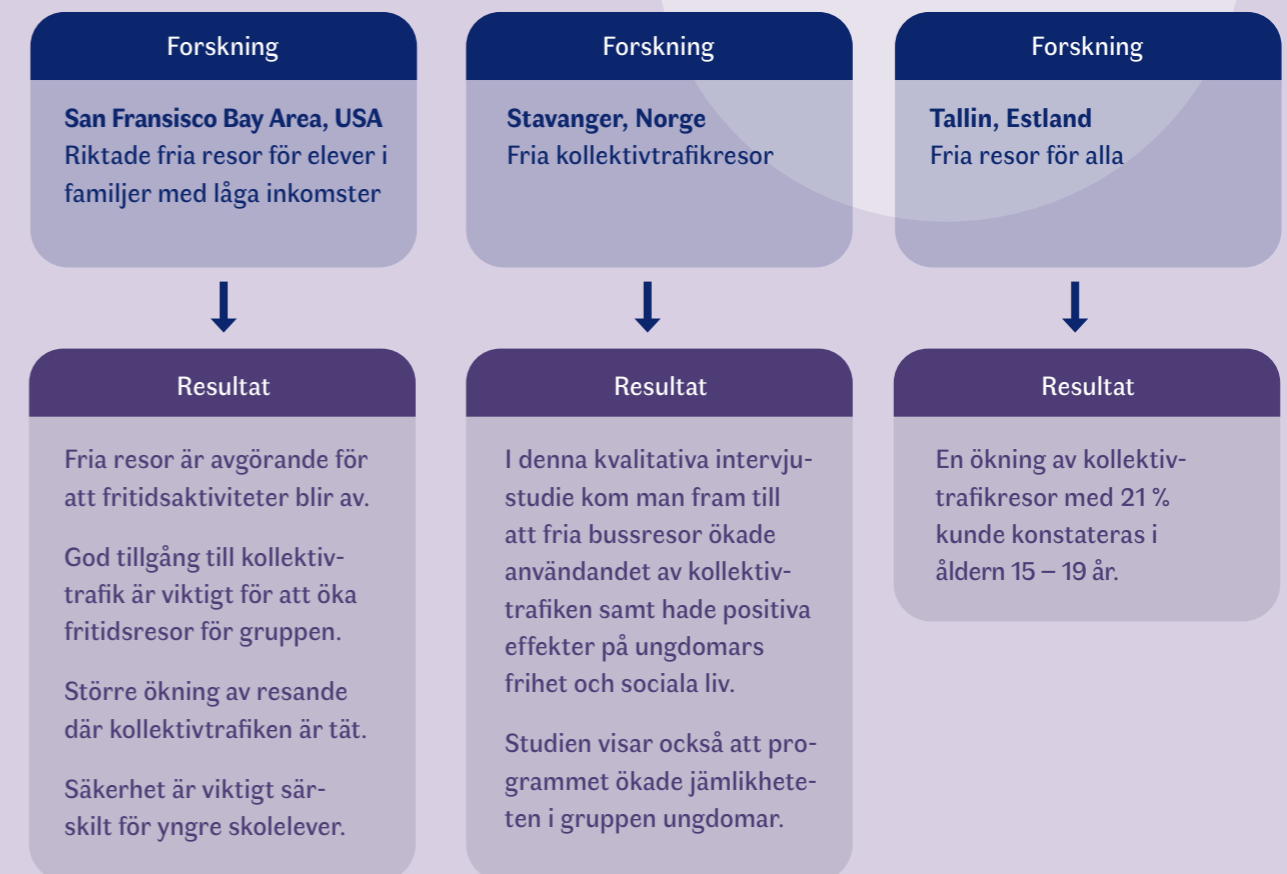 Forskning
San Fransisco Bay Area, USA
Riktade fria resor för elever i
familjer med låga inkomster
Resultat
Fria resor är avgörande för
att fritidsaktiviteter blir av.
God tillgång till kollektiv-
trafik är viktigt för att öka
fritidsresor för gruppen.
Större ökning av resande
där kollektivtrafiken är tät.
Säkerhet är viktigt sär-
skilt för yngre skolelever.
Forskning
Stavanger, Norge
Fria kollektivtrafikresor
Resultat
I denna kvalitativa intervju-
studie kom man fram till
att fria bussresor ökade
användandet av kollektiv-
trafiken samt hade positiva
effekter på ungdomars
frihet och sociala liv.
Studien visar också att pro-
grammet ökade jämlikhete-
ten i gruppen ungdomar.
Forskning
Tallin, Estland
Fria resor för alla
Resultat
En ökning av kollektiv-
trafikresor med 21 %
kunde konstateras i
åldern 15 – 19 år.